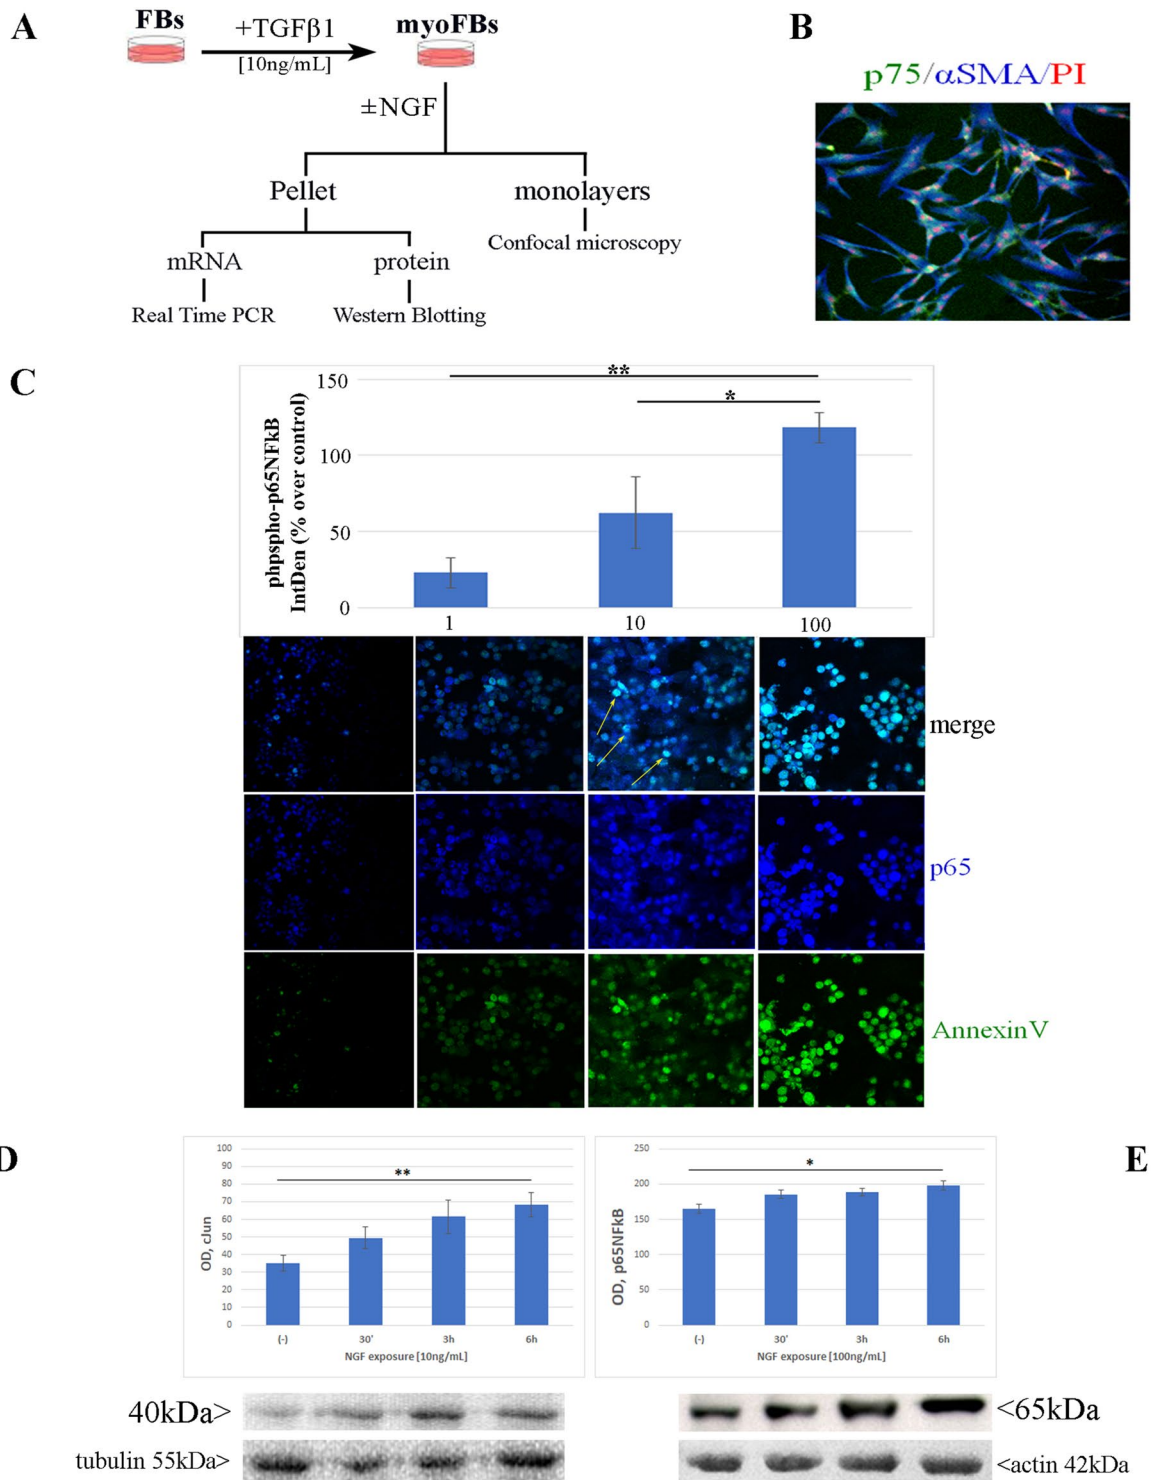 A
FBs
+TGFβ1
[10ng/mL]
myoFBs
±NGF
Pellet
monolayers
mRNA
protein
Confocal microscopy
Real Time PCR
Western Blotting
B
p75/αSMA/PI
C
phpspho-p65NFkB
IntDen (% over control)
150
100
50
0
**
*
1
10
100
merge
p65
AnnexinV
D
OD, cJun
100
90
80
70
60
50
40
30
20
10
0
**
(-)
30'
3h
6h
NGF exposure [10ng/mL]
40kDa>
tubulin 55kDa>
E
OD, p65NFkB
250
200
150
100
50
0
*
(-)
30'
3h
6h
NGF exposure [100ng/mL]
<65kDa
<actin 42kDa